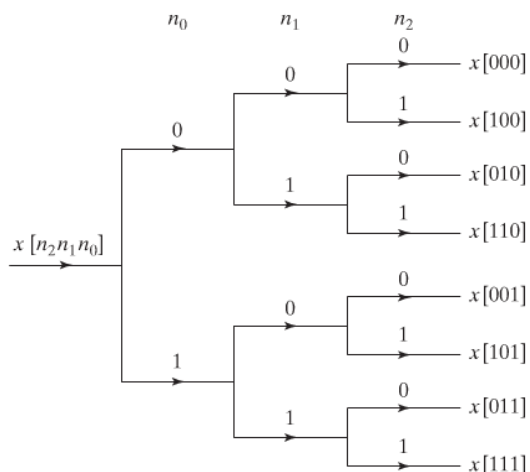 n₀ n₁ n₂
0
x[000]
0
1
x[100]
0
0
x[010]
1
1
x[110]
x [n₂n₁n₀]
0
x[001]
0
1
x[101]
1
0
x[011]
1
1
x[111]